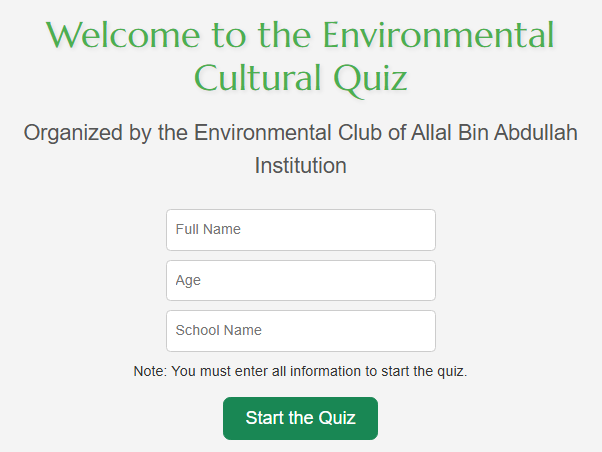 Welcome to the Environmental
Cultural Quiz
Organized by the Environmental Club of Allal Bin Abdullah
Institution
Full Name
Age
School Name
Note: You must enter all information to start the quiz.
Start the Quiz